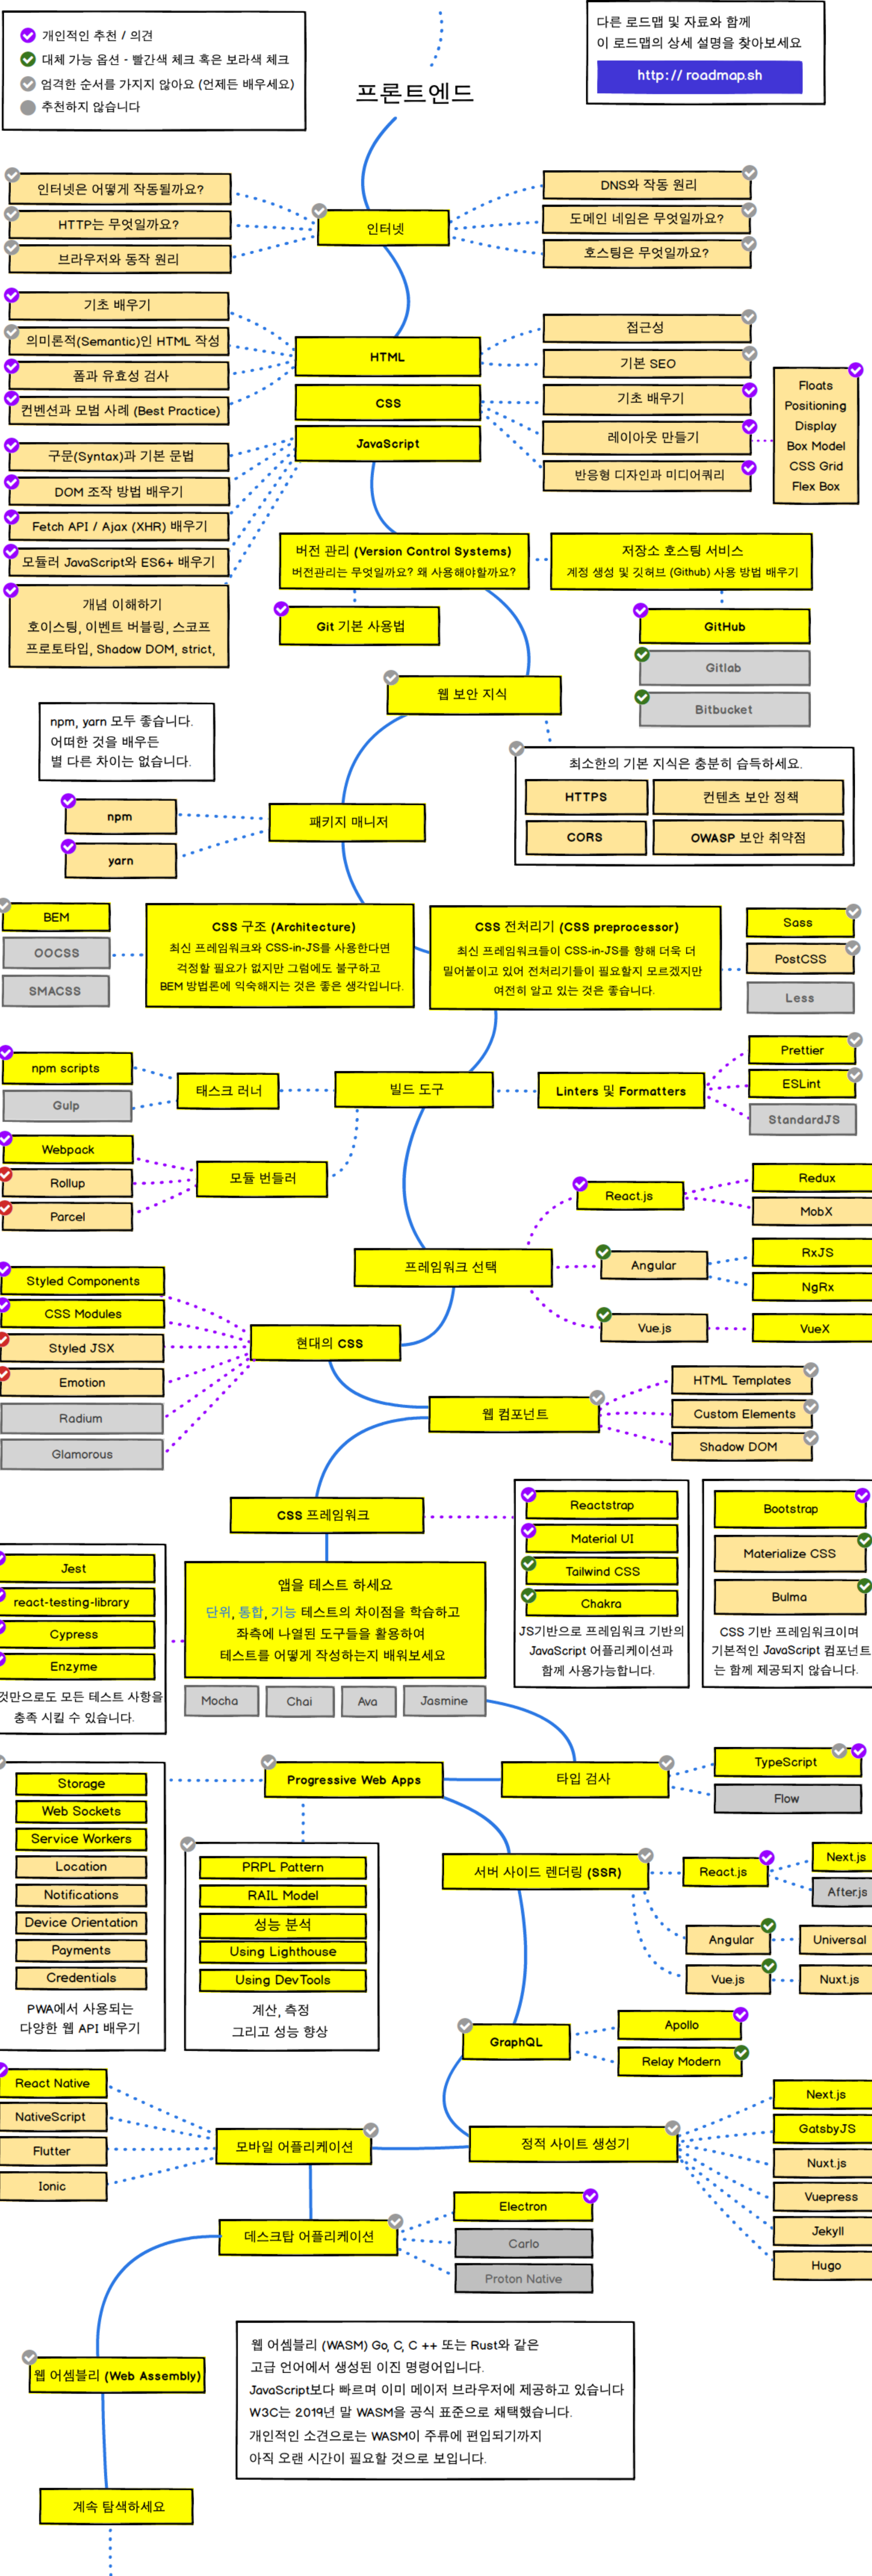 개인적인 추천 / 의견
대체 가능 옵션 - 빨간색 체크 혹은 보라색 체크
엄격한 순서를 가지지 않아요 (언제든 배우세요)
추천하지 않습니다
다른 로드맵 및 자료와 함께
이 로드맵의 상세 설명을 찾아보세요
http:// roadmap.sh
프론트엔드
인터넷은 어떻게 작동될까요?
HTTP는 무엇일까요?
브라우저와 동작 원리
인터넷
DNS와 작동 원리
도메인 네임은 무엇일까요?
호스팅은 무엇일까요?
기초 배우기
의미론적(Semantic)인 HTML 작성
폼과 유효성 검사
컨벤션과 모범 사례 (Best Practice)
HTML
CSS
JavaScript
접근성
기본 SEO
기초 배우기
레이아웃 만들기
반응형 디자인과 미디어쿼리
Floats
Positioning
Display
Box Model
CSS Grid
Flex Box
구문(Syntax)과 기본 문법
DOM 조작 방법 배우기
Fetch API / Ajax (XHR) 배우기
모듈러 JavaScript와 ES6+ 배우기
개념 이해하기
호이스팅, 이벤트 버블링, 스코프
프로토타입, Shadow DOM, strict,
버전 관리 (Version Control Systems)
버전관리는 무엇일까요? 왜 사용해야할까요?
저장소 호스팅 서비스
계정 생성 및 깃허브 (Github) 사용 방법 배우기
Git 기본 사용법
GitHub
Gitlab
Bitbucket
웹 보안 지식
npm, yarn 모두 좋습니다.
어떠한 것을 배우든
별 다른 차이는 없습니다.
최소한의 기본 지식은 충분히 습득하세요.
HTTPS
컨텐츠 보안 정책
CORS
OWASP 보안 취약점
npm
yarn
패키지 매니저
BEM
OOCSS
SMACSS
CSS 구조 (Architecture)
최신 프레임워크와 CSS-in-JS를 사용한다면
걱정할 필요가 없지만 그럼에도 불구하고
BEM 방법론에 익숙해지는 것은 좋은 생각입니다.
CSS 전처리기 (CSS preprocessor)
최신 프레임워크들이 CSS-in-JS를 향해 더욱 더
밀어붙이고 있어 전처리기들이 필요할지 모르겠지만
여전히 알고 있는 것은 좋습니다.
Sass
PostCSS
Less
npm scripts
Gulp
태스크 러너
빌드 도구
Linters 및 Formatters
Prettier
ESLint
StandardJS
Webpack
Rollup
Parcel
모듈 번들러
React.js
Redux
MobX
프레임워크 선택
Angular
RxJS
NgRx
Vue.js
VueX
Styled Components
CSS Modules
Styled JSX
Emotion
Radium
Glamorous
현대의 CSS
웹 컴포넌트
HTML Templates
Custom Elements
Shadow DOM
CSS 프레임워크
Reactstrap
Material UI
Tailwind CSS
Chakra
JS기반으로 프레임워크 기반의
JavaScript 어플리케이션과
함께 사용가능합니다.
Bootstrap
Materialize CSS
Bulma
CSS 기반 프레임워크이며
기본적인 JavaScript 컴포넌트
는 함께 제공되지 않습니다.
Jest
react-testing-library
Cypress
Enzyme
것만으로도 모든 테스트 사항을
충족 시킬 수 있습니다.
앱을 테스트 하세요
단위, 통합, 기능 테스트의 차이점을 학습하고
좌측에 나열된 도구들을 활용하여
테스트를 어떻게 작성하는지 배워보세요
Mocha
Chai
Ava
Jasmine
Progressive Web Apps
타입 검사
TypeScript
Flow
Storage
Web Sockets
Service Workers
Location
Notifications
Device Orientation
Payments
Credentials
PWA에서 사용되는
다양한 웹 API 배우기
PRPL Pattern
RAIL Model
성능 분석
Using Lighthouse
Using DevTools
계산, 측정
그리고 성능 향상
서버 사이드 렌더링 (SSR)
React.js
Next.js
After.js
Angular
Universal
Vue.js
Nuxt.js
GraphQL
Apollo
Relay Modern
React Native
NativeScript
Flutter
Ionic
모바일 어플리케이션
정적 사이트 생성기
Next.js
GatsbyJS
Nuxt.js
Vuepress
Jekyll
Hugo
데스크탑 어플리케이션
Electron
Carlo
Proton Native
웹 어셈블리 (Web Assembly)
웹 어셈블리 (WASM) Go, C, C ++ 또는 Rust와 같은
고급 언어에서 생성된 이진 명령어입니다.
JavaScript보다 빠르며 이미 메이저 브라우저에 제공하고 있습니다
W3C는 2019년 말 WASM을 공식 표준으로 채택했습니다.
개인적인 소견으로는 WASM이 주류에 편입되기까지
아직 오랜 시간이 필요할 것으로 보입니다.
계속 탐색하세요